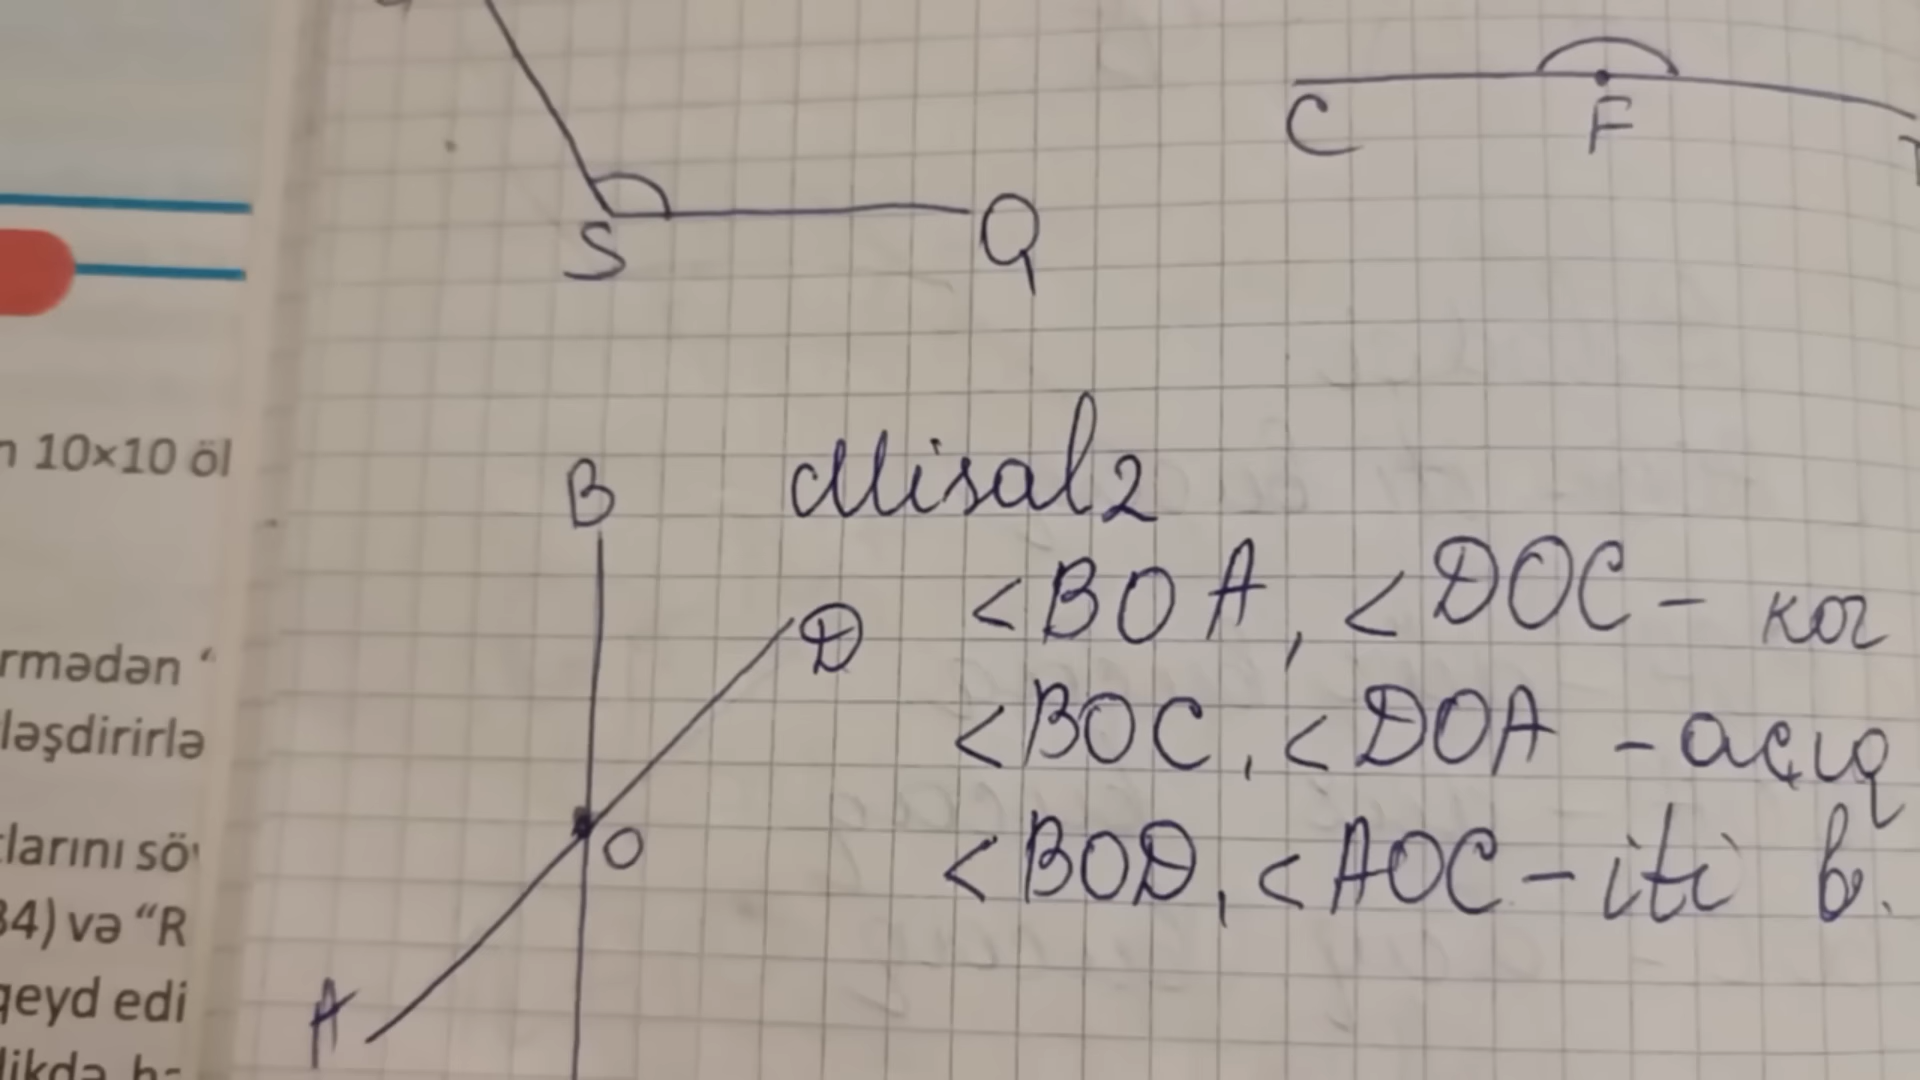 C F
S Q
n 10×10 öl
B Misal 2
D <BOA, <DOC- kor
rmədən “
<BOC, <DOA - açıq
ləşdirirlə
O <BOD, <AOC - iti b.
larını sö
34) və “R
qeyd edi
A